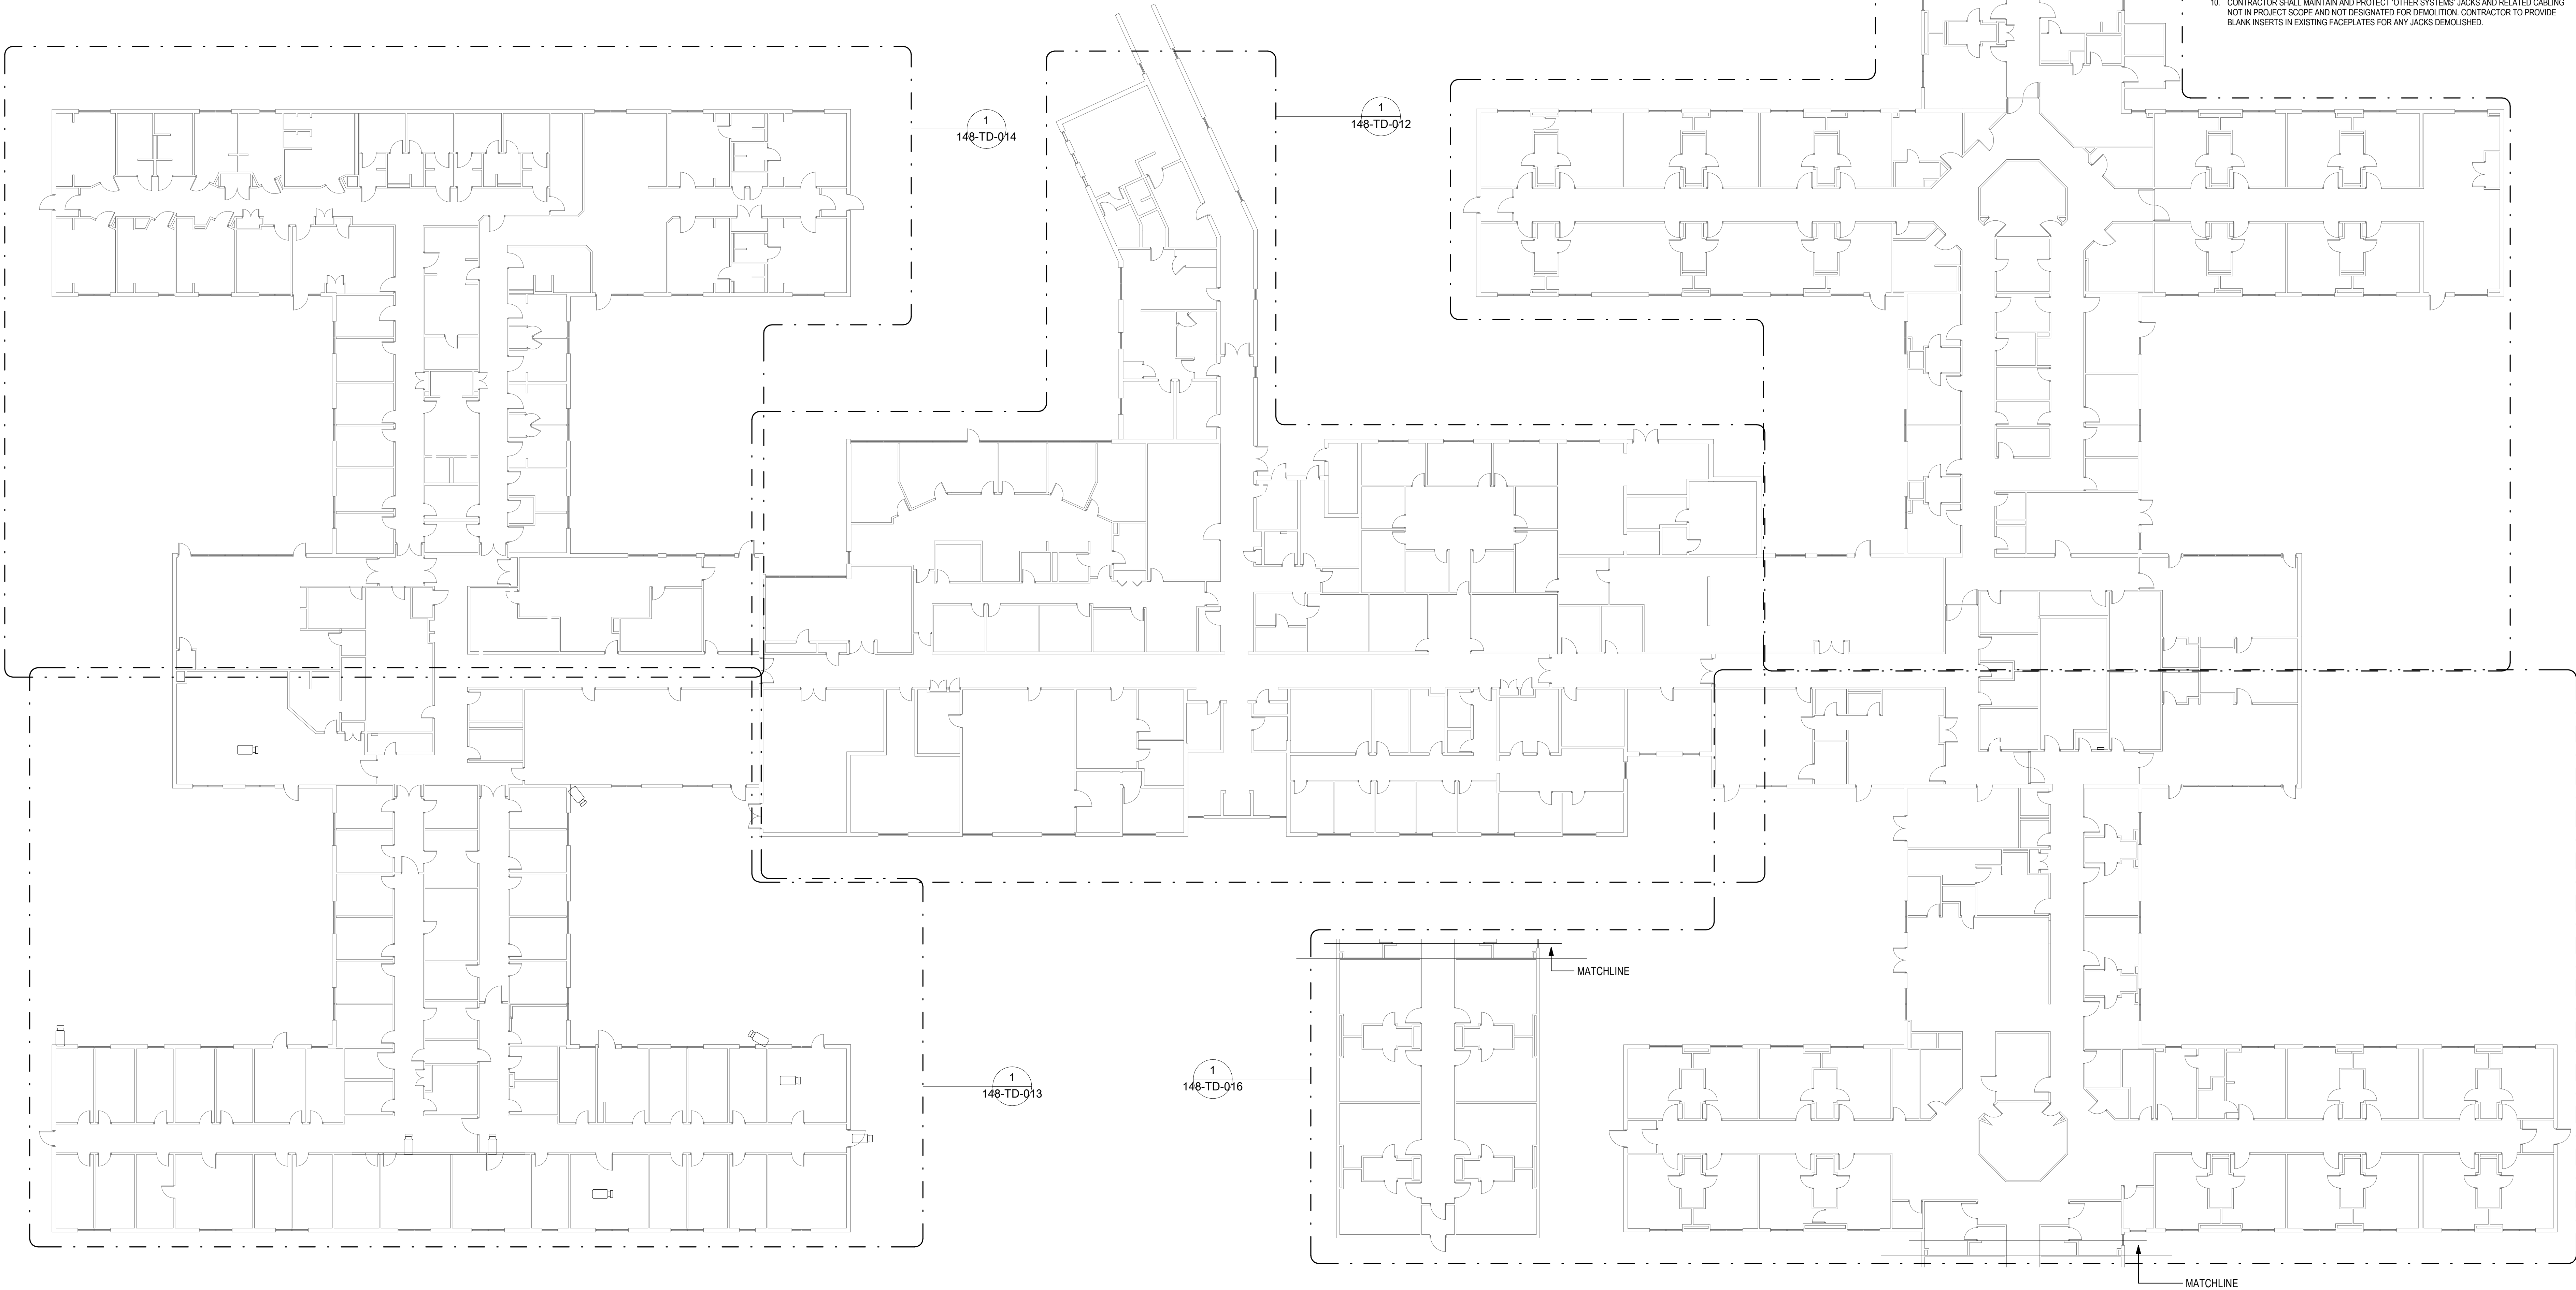 10. CONTRACTOR SHALL MAINTAIN AND PROTECT 'OTHER SYSTEMS' JACKS AND RELATED CABLING
NOT IN PROJECT SCOPE AND NOT DESIGNATED FOR DEMOLITION. CONTRACTOR TO PROVIDE
BLANK INSERTS IN EXISTING FACEPLATES FOR ANY JACKS DEMOLISHED.
1
148-TD-014
1
148-TD-012
MATCHLINE
1
148-TD-013
1
148-TD-016
MATCHLINE